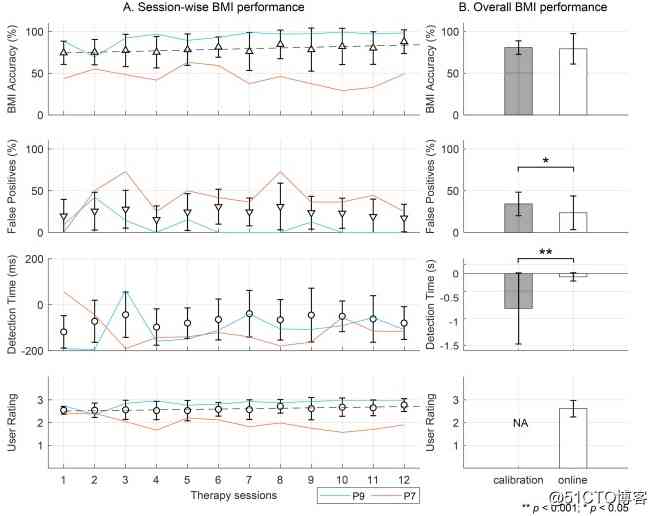 A. Session-wise BMI performance
B. Overall BMI performance
BMI Accuracy (%)
100
50
0
BMI Accuracy (%)
100
50
0
False Positives (%)
100
50
0
False Positives (%)
100
50
0
*
Detection Time (ms)
200
0
-200
Detection Time (s)
0
-0.5
-1
-1.5
**
User Rating
3
2
1
1 2 3 4 5 6 7 8 9 10 11 12
Therapy sessions
P9 P7
User Rating
3
2
1
NA
calibration online
** p < 0.001; * p < 0.05
@51CTO博客